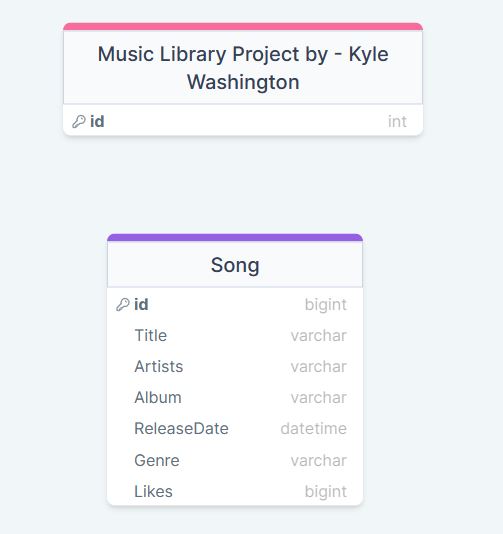 Music Library Project by - Kyle
Washington
id int
Song
id bigint
Title varchar
Artists varchar
Album varchar
ReleaseDate datetime
Genre varchar
Likes bigint